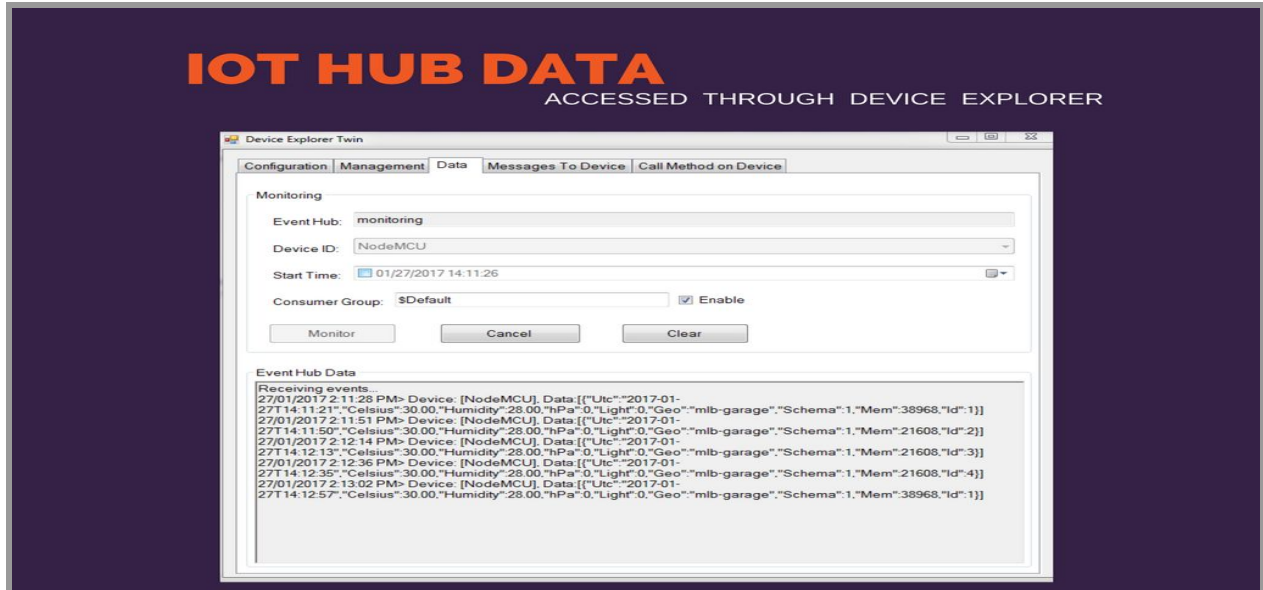 IOT HUB DATA
ACCESSED THROUGH DEVICE EXPLORER
Device Explorer Twin
Configuration Management Data Messages To Device Call Method on Device
Monitoring
Event Hub: monitoring
Device ID: NodeMCU
Start Time: 01/27/2017 14:11:26
Consumer Group: $Default Enable
Monitor Cancel Clear
Event Hub Data
Receiving events...
27/01/2017 2:11:28 PM> Device: [NodeMCU], Data:[{"Utc":"2017-01-
27T14:11:21","Celsius":30.00,"Humidity":28.00,"hPa":0,"Light":0,"Geo":"mlb-garage","Schema":1,"Mem":38968,"Id":1}]
27/01/2017 2:11:51 PM> Device: [NodeMCU], Data:[{"Utc":"2017-01-
27T14:11:50","Celsius":30.00,"Humidity":28.00,"hPa":0,"Light":0,"Geo":"mlb-garage","Schema":1,"Mem":21608,"Id":2}]
27/01/2017 2:12:14 PM> Device: [NodeMCU], Data:[{"Utc":"2017-01-
27T14:12:13","Celsius":30.00,"Humidity":28.00,"hPa":0,"Light":0,"Geo":"mlb-garage","Schema":1,"Mem":21608,"Id":3}]
27/01/2017 2:12:36 PM> Device: [NodeMCU], Data:[{"Utc":"2017-01-
27T14:12:35","Celsius":30.00,"Humidity":28.00,"hPa":0,"Light":0,"Geo":"mlb-garage","Schema":1,"Mem":21608,"Id":4}]
27/01/2017 2:13:02 PM> Device: [NodeMCU], Data:[{"Utc":"2017-01-
27T14:12:57","Celsius":30.00,"Humidity":28.00,"hPa":0,"Light":0,"Geo":"mlb-garage","Schema":1,"Mem":38968,"Id":1}]